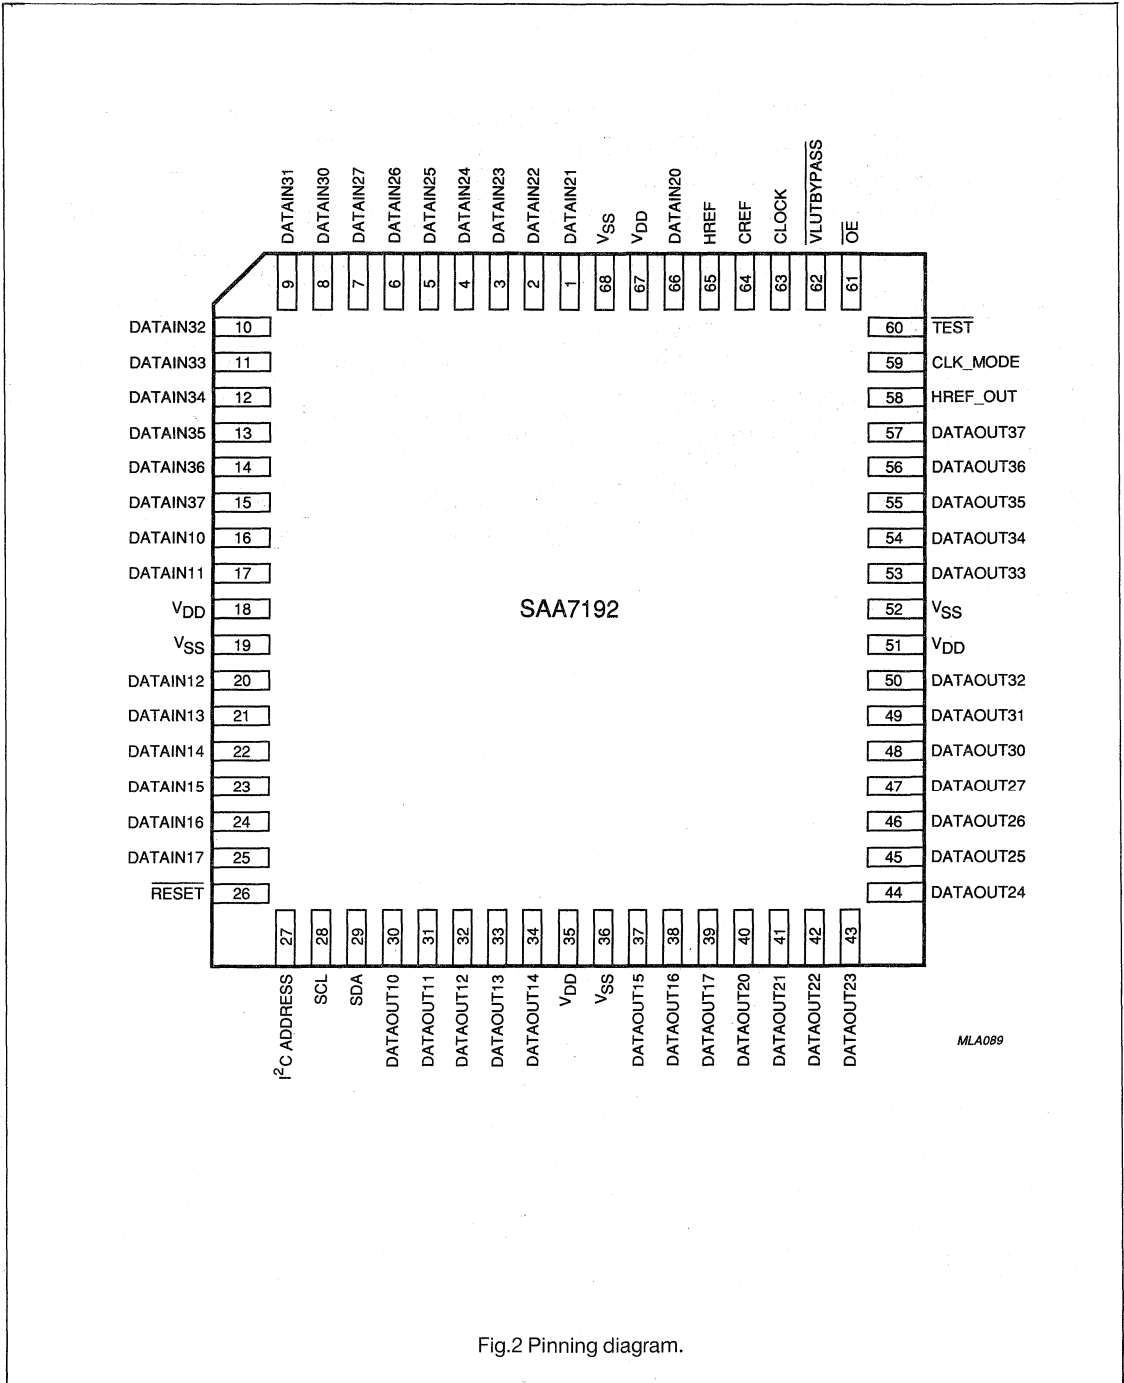 DATAIN31
DATAIN30
DATAIN27
DATAIN26
DATAIN25
DATAIN24
DATAIN23
DATAIN22
DATAIN21
VSS
VDD
DATAIN20
HREF
CREF
CLOCK
VLUTBYPASS
OE
9 8 7 6 5 4 3 2 1 68 67 66 65 64 63 62 61
DATAIN32 10 60 TEST
DATAIN33 11 59 CLK_MODE
DATAIN34 12 58 HREF_OUT
DATAIN35 13 57 DATAOUT37
DATAIN36 14 56 DATAOUT36
DATAIN37 15 55 DATAOUT35
DATAIN10 16 54 DATAOUT34
DATAIN11 17 53 DATAOUT33
VDD 18 SAA7192 52 VSS
VSS 19 51 VDD
DATAIN12 20 50 DATAOUT32
DATAIN13 21 49 DATAOUT31
DATAIN14 22 48 DATAOUT30
DATAIN15 23 47 DATAOUT27
DATAIN16 24 46 DATAOUT26
DATAIN17 25 45 DATAOUT25
RESET 26 44 DATAOUT24
27 28 29 30 31 32 33 34 35 36 37 38 39 40 41 42 43
I²C ADDRESS
SCL
SDA
DATAOUT10
DATAOUT11
DATAOUT12
DATAOUT13
DATAOUT14
VDD
VSS
DATAOUT15
DATAOUT16
DATAOUT17
DATAOUT20
DATAOUT21
DATAOUT22
DATAOUT23
MLA089
Fig.2 Pinning diagram.